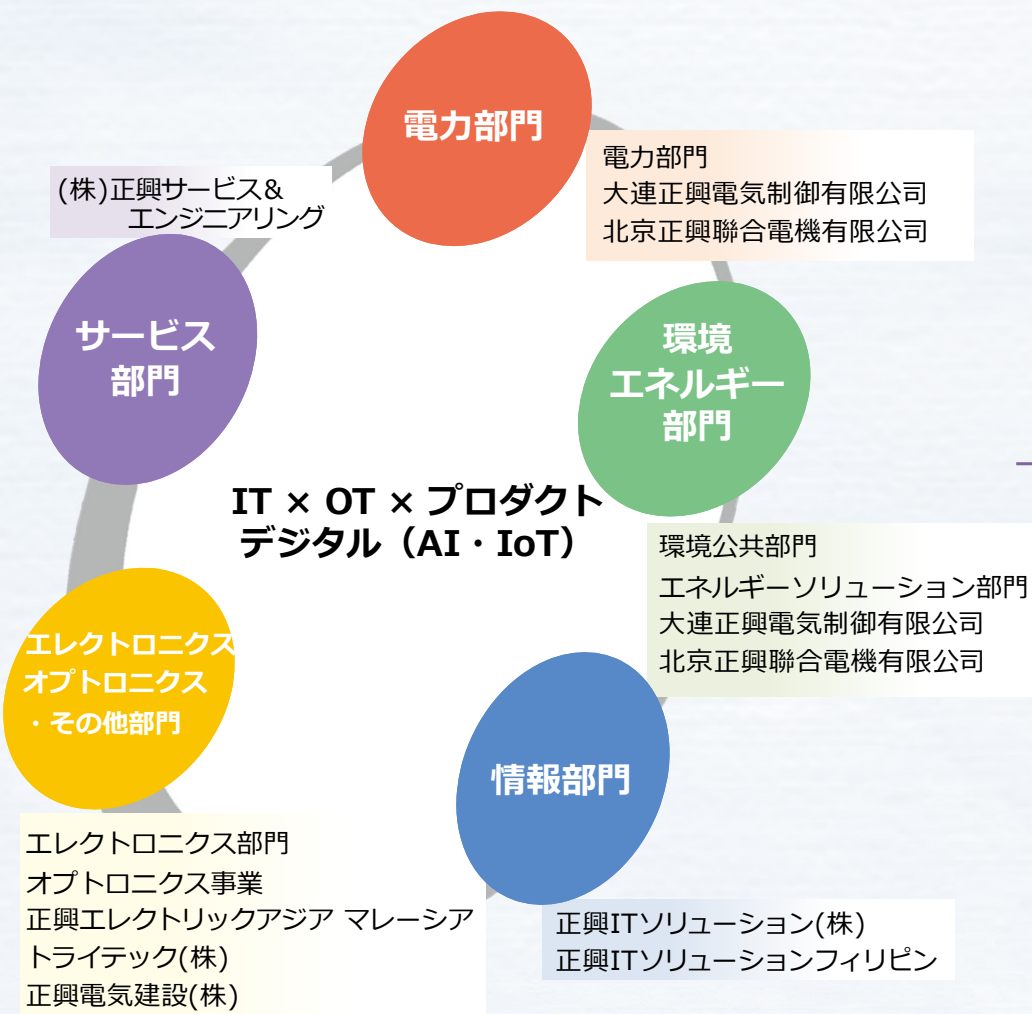 電力部門
電力部門
大連正興電気制御有限公司
北京正興聯合電機有限公司
(株)正興サービス&
エンジニアリング
サービス
部門
環境
エネルギー
部門
IT × OT × プロダクト
デジタル（AI・IoT）
環境公共部門
エネルギーソリューション部門
大連正興電気制御有限公司
北京正興聯合電機有限公司
エレクトロニクス
オプトロニクス
・その他部門
情報部門
エレクトロニクス部門
オプトロニクス事業
正興エレクトリックアジア マレーシア
トライテック(株)
正興電気建設(株)
正興ITソリューション(株)
正興ITソリューションフィリピン